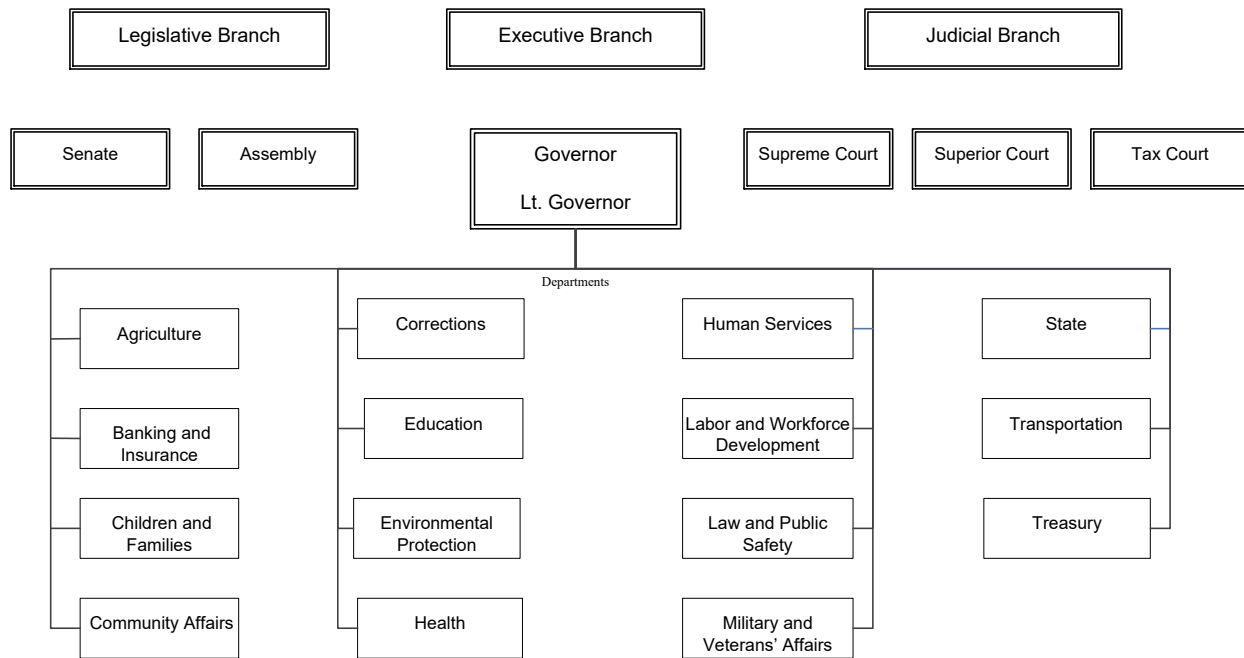 Legislative Branch
Executive Branch
Judicial Branch
Senate
Assembly
Governor
Lt. Governor
Supreme Court
Superior Court
Tax Court
Departments
Agriculture
Banking and
Insurance
Children and
Families
Community Affairs
Corrections
Education
Environmental
Protection
Health
Human Services
Labor and Workforce
Development
Law and Public
Safety
Military and
Veterans’ Affairs
State
Transportation
Treasury